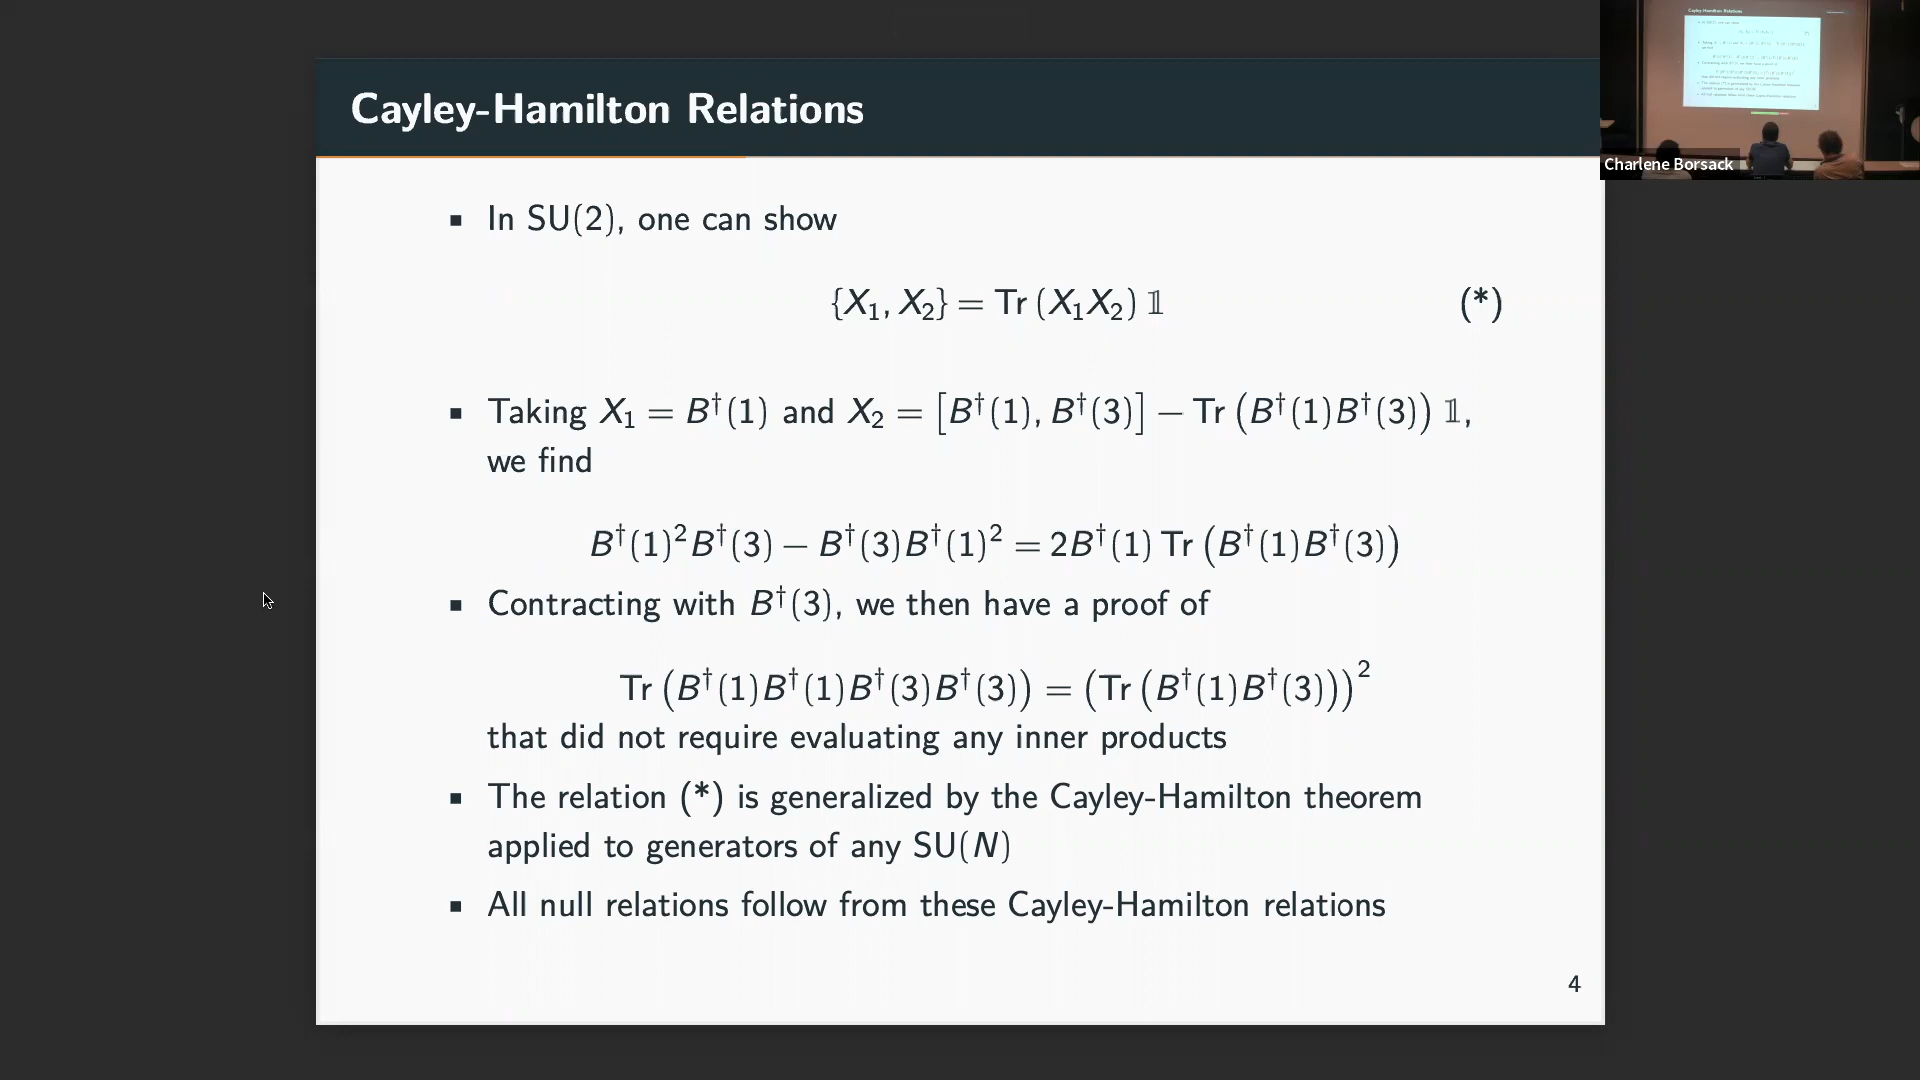 Cayley-Hamilton Relations
Charlene Borsack
▪ In SU(2), one can show
{X₁, X₂} = Tr (X₁X₂) 𝟙 (*)
▪ Taking X₁ = B†(1) and X₂ = [B†(1), B†(3)] − Tr (B†(1)B†(3)) 𝟙,
we find
B†(1)²B†(3) − B†(3)B†(1)² = 2B†(1) Tr (B†(1)B†(3))
▪ Contracting with B†(3), we then have a proof of
Tr (B†(1)B†(1)B†(3)B†(3)) = (Tr (B†(1)B†(3)))²
that did not require evaluating any inner products
▪ The relation (*) is generalized by the Cayley-Hamilton theorem
applied to generators of any SU(N)
▪ All null relations follow from these Cayley-Hamilton relations
4